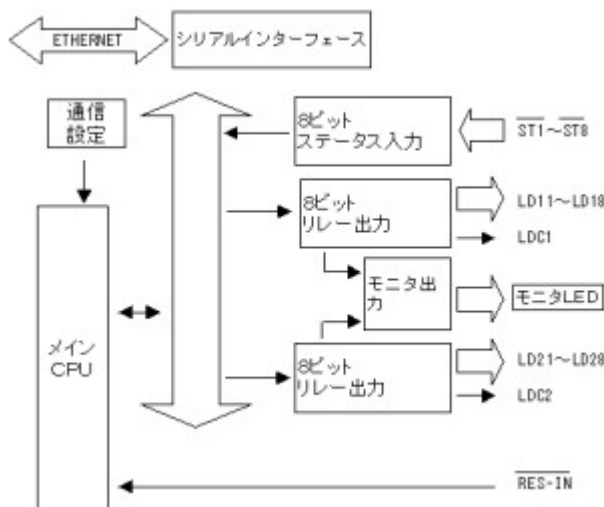 ETHERNET
シリアルインターフェース
通信
設定
8ビット
ステータス入力
ST1～ST8
8ビット
リレー出力
LD11～LD18
LDC1
モニタ出
力
モニタLED
メイン
CPU
8ビット
リレー出力
LD21～LD28
LDC2
RES-IN